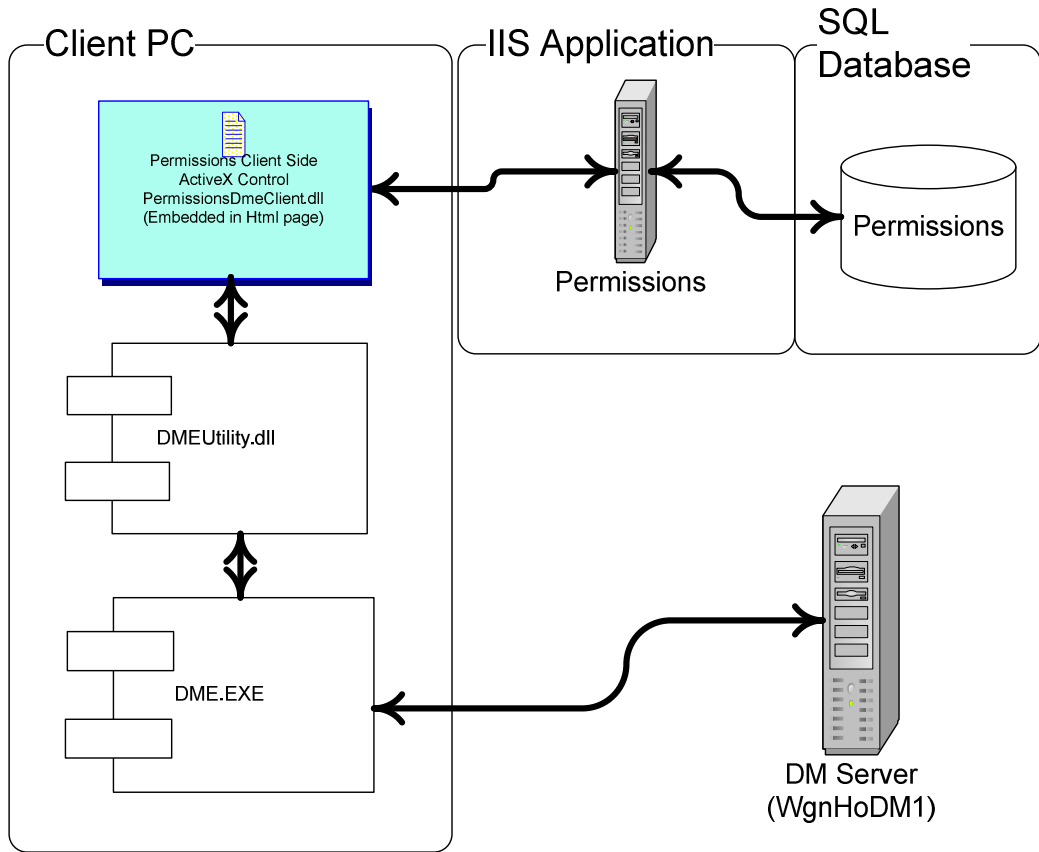 Client PC
IIS Application
SQL
Database
Permissions Client Side
ActiveX Control
PermissionsDmeClient.dll
(Embedded in Html page)
Permissions
Permissions
DMEUtility.dll
DME.EXE
DM Server
(WgnHoDM1)